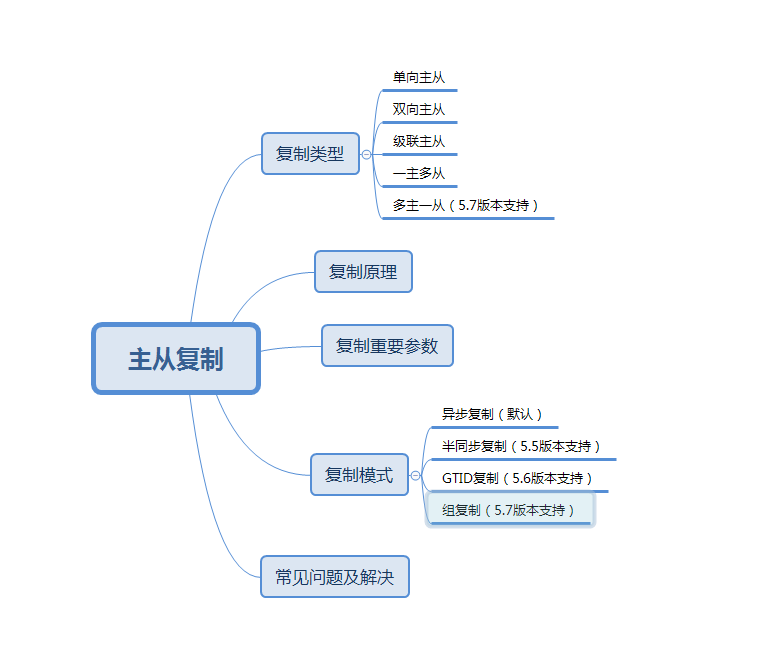 主从复制
复制类型
单向主从
双向主从
级联主从
一主多从
多主一从（5.7版本支持）
复制原理
复制重要参数
复制模式
异步复制（默认）
半同步复制（5.5版本支持）
GTID复制（5.6版本支持）
组复制（5.7版本支持）
常见问题及解决